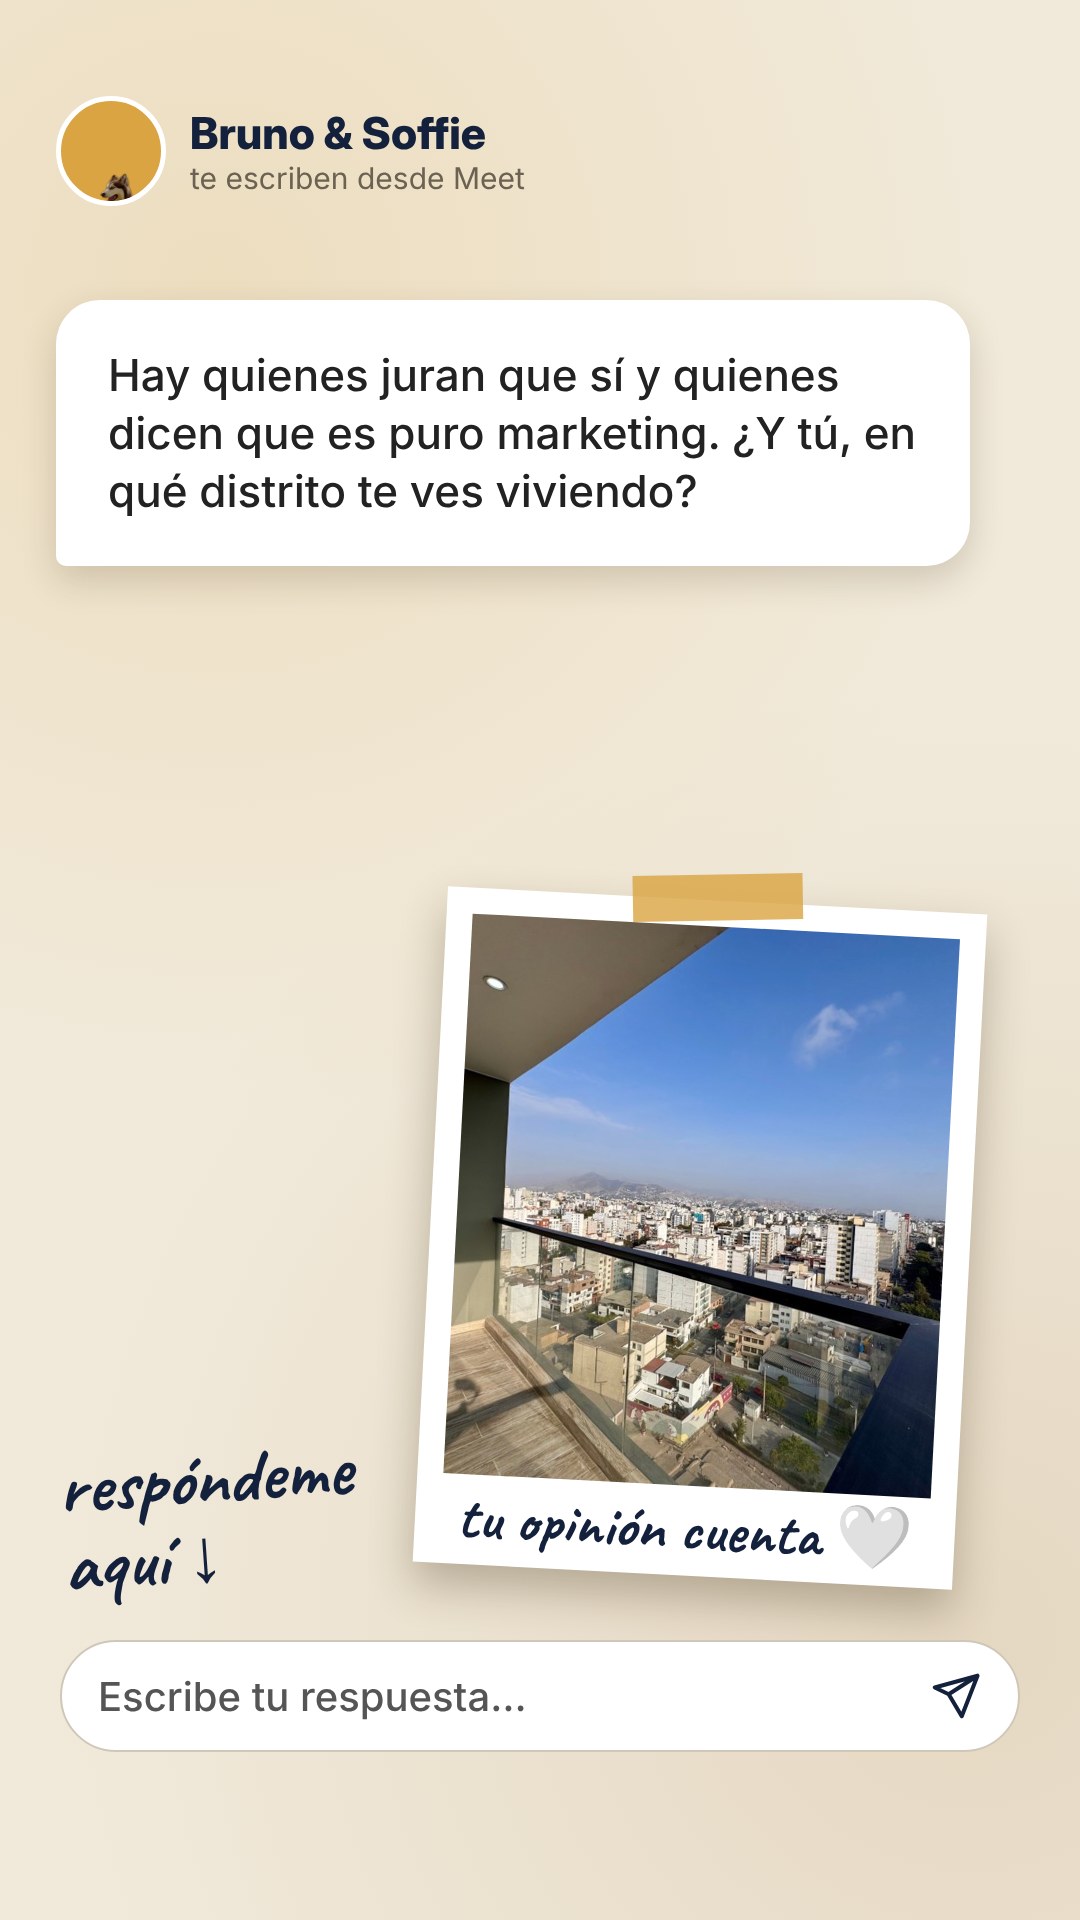 Bruno & Soffie
te escriben desde Meet
Hay quienes juran que sí y quienes
dicen que es puro marketing. ¿Y tú, en
qué distrito te ves viviendo?
tu opinión cuenta 🤍
respóndeme
aquí ↓
Escribe tu respuesta...